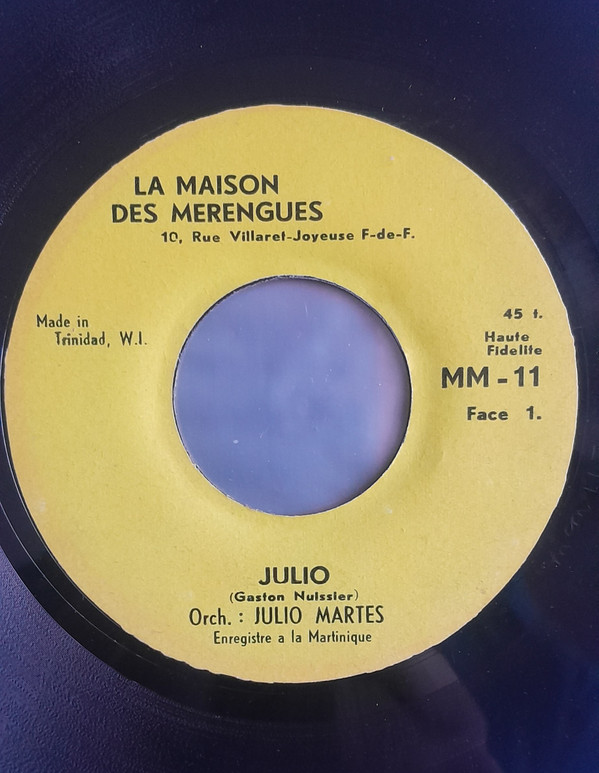 LA MAISON
DES MERENGUES
10, Rue Villaret-Joyeuse F-de-F.
Made in
Trinidad, W.I.
45 t.
Haute
Fidelite
MM-11
Face 1.
JULIO
(Gaston Nuissier)
Orch. : JULIO MARTES
Enregistre a la Martinique